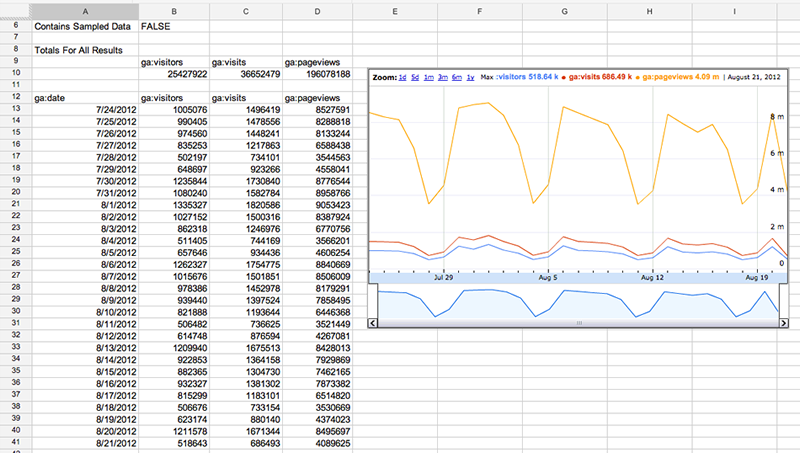 A B C D E F G H I
6 Contains Sampled Data FALSE
7
8 Totals For All Results
9 ga:visitors ga:visits ga:pageviews
10 25427922 36652479 196078188
11
12 ga:date ga:visitors ga:visits ga:pageviews
13 7/24/2012 1005076 1496419 8527591
14 7/25/2012 990405 1478556 8288818
15 7/26/2012 974560 1448241 8133244
16 7/27/2012 835253 1217863 6588438
17 7/28/2012 502197 734101 3544563
18 7/29/2012 648697 923266 4558041
19 7/30/2012 1235844 1730840 8776544
20 7/31/2012 1080240 1582784 8958766
21 8/1/2012 1335327 1820586 9053423
22 8/2/2012 1027152 1500316 8387924
23 8/3/2012 862318 1246976 6770756
24 8/4/2012 511405 744169 3566201
25 8/5/2012 657646 934436 4606254
26 8/6/2012 1262327 1754775 8840669
27 8/7/2012 1015676 1501851 8506009
28 8/8/2012 978386 1452978 8179291
29 8/9/2012 939440 1397524 7858495
30 8/10/2012 821888 1193644 6446368
31 8/11/2012 506482 736625 3521449
32 8/12/2012 614748 876594 4267081
33 8/13/2012 1209940 1675513 8428013
34 8/14/2012 922853 1364158 7929869
35 8/15/2012 882365 1304730 7462165
36 8/16/2012 932327 1381302 7873382
37 8/17/2012 815299 1183101 6514820
38 8/18/2012 506676 733154 3530669
39 8/19/2012 623174 880140 4374023
40 8/20/2012 1211578 1671344 8495697
41 8/21/2012 518643 686493 4089625
Zoom: 1d 5d 1m 3m 6m 1y Max :visitors 518.64 k ● ga:visits 686.49 k ● ga:pageviews 4.09 m | August 21, 2012
8 m
6 m
4 m
2 m
0
Jul 29 Aug 5 Aug 12 Aug 19